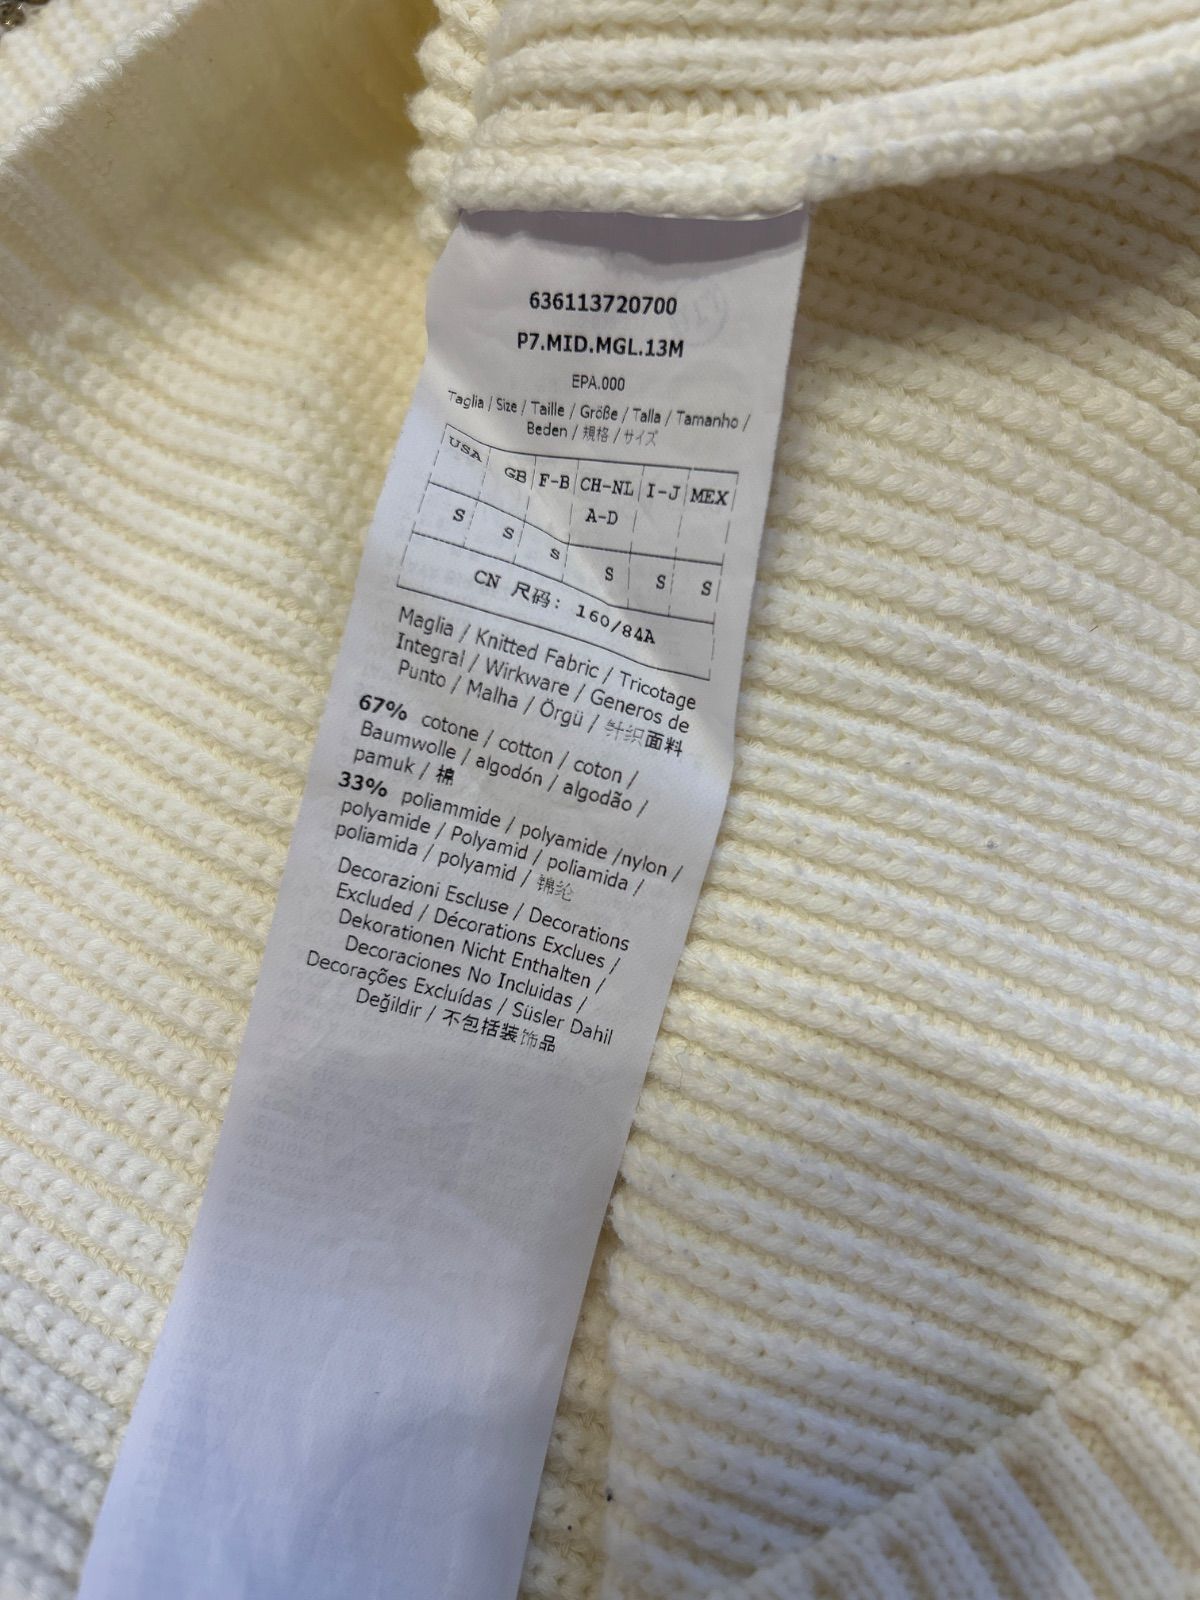 636113720700
P7.MID.MGL.13M
EPA.000
Taglia / Size / Taille / Größe / Talla / Tamanho /
Beden / 規格 / サイズ
USA GB F-B CH-NL I-J MEX
A-D
S S S S S S
CN 尺码: 160/84A
Maglia / Knitted Fabric / Tricotage
Integral / Wirkware / Generos de
Punto / Malha / Örgü / 针织面料
67% cotone / cotton / coton /
Baumwolle / algodón / algodão /
pamuk / 棉
33% poliammide / polyamide /nylon /
polyamide / Polyamid / poliamida /
poliamida / polyamid / 锦纶
Decorazioni Escluse / Decorations
Excluded / Décorations Exclues /
Dekorationen Nicht Enthalten /
Decoraciones No Incluidas /
Decorações Excluídas / Süsler Dahil
Değildir / 不包括装饰品